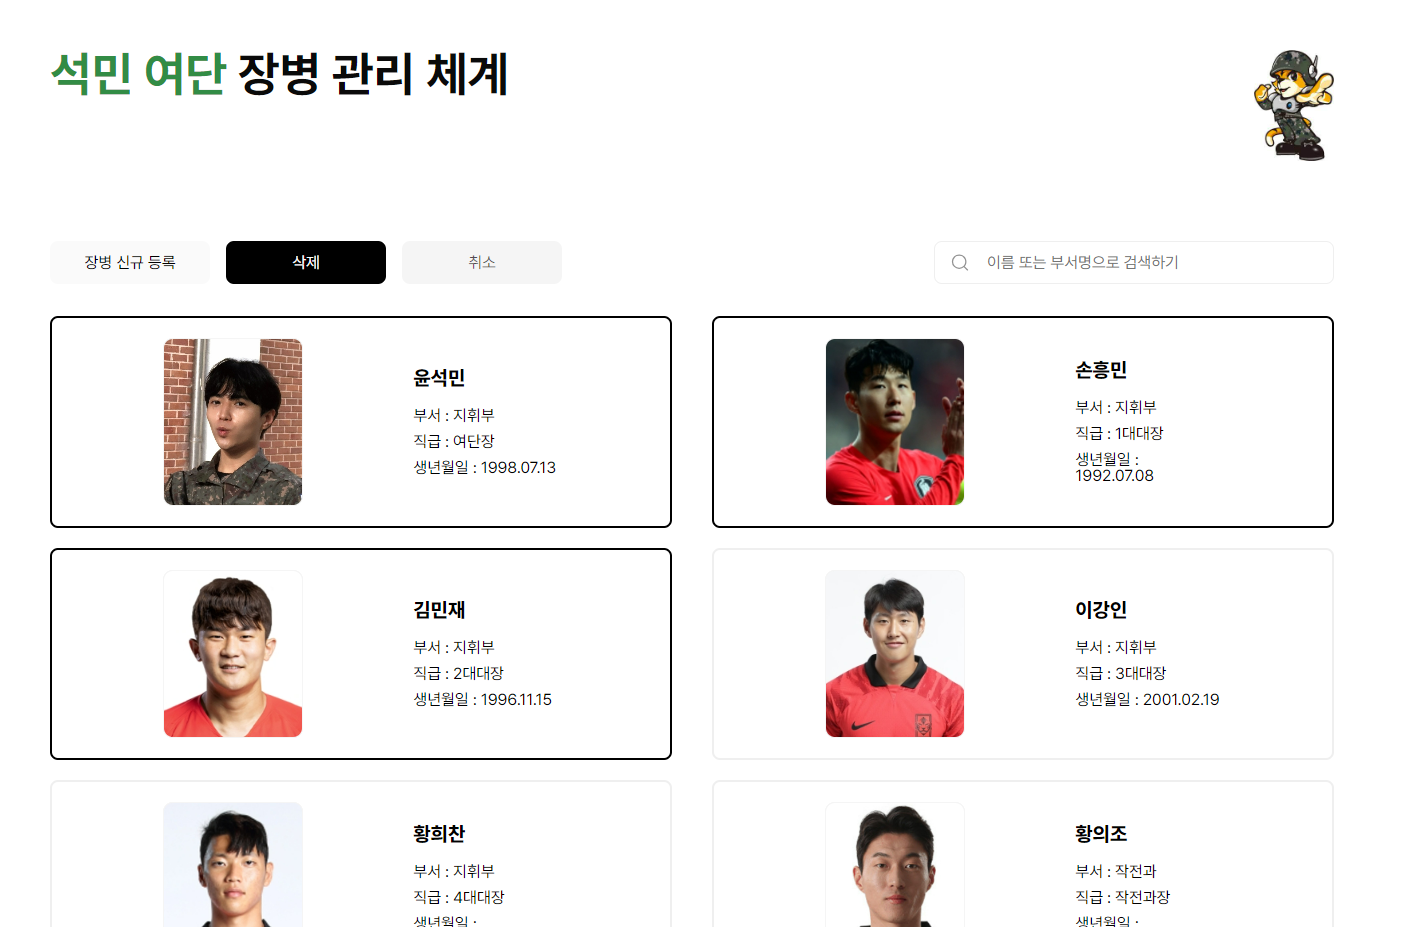 석민 여단 장병 관리 체계
장병 신규 등록
삭제
취소
이름 또는 부서명으로 검색하기
윤석민
부서 : 지휘부
직급 : 여단장
생년월일 : 1998.07.13
손흥민
부서 : 지휘부
직급 : 1대대장
생년월일 :
1992.07.08
김민재
부서 : 지휘부
직급 : 2대대장
생년월일 : 1996.11.15
이강인
부서 : 지휘부
직급 : 3대대장
생년월일 : 2001.02.19
황희찬
부서 : 지휘부
직급 : 4대대장
생년월일 :
황의조
부서 : 작전과
직급 : 작전과장
생년월일 :